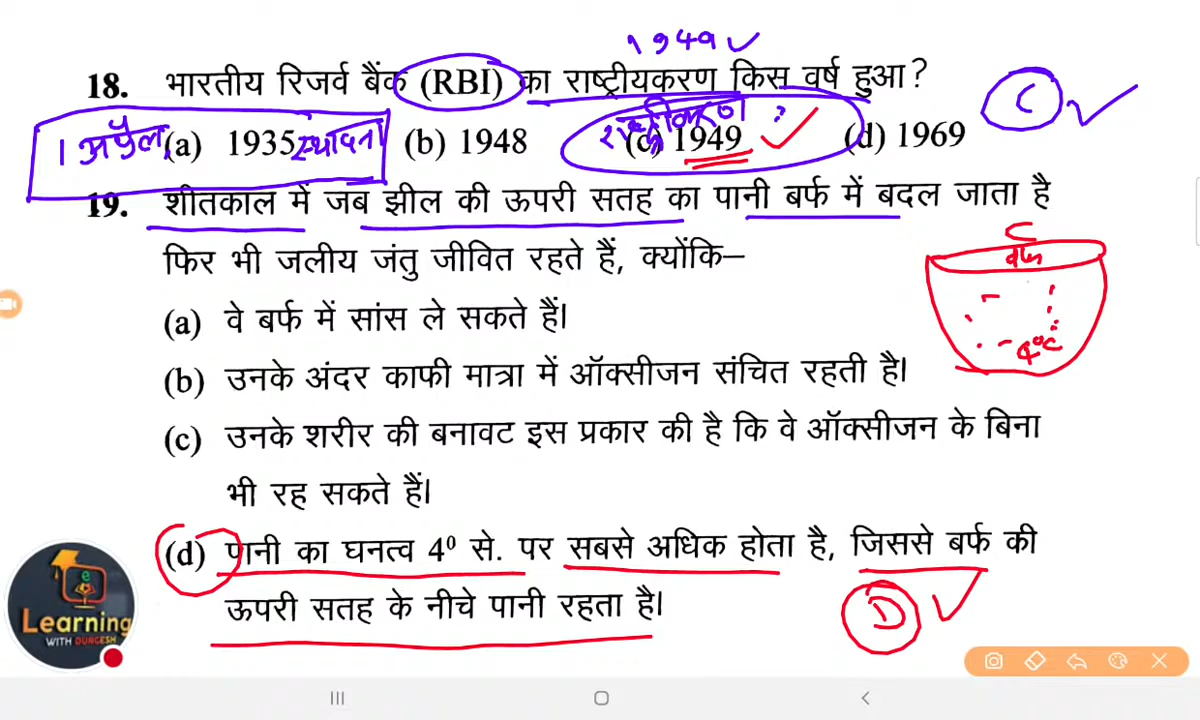 1949
18. भारतीय रिजर्व बैंक (RBI) का राष्ट्रीयकरण किस वर्ष हुआ?
C
1 अप्रैल (a) 1935 स्थापना (b) 1948 (c) 1949 (d) 1969
19. शीतकाल में जब झील की ऊपरी सतह का पानी बर्फ में बदल जाता है
फिर भी जलीय जंतु जीवित रहते हैं, क्योंकि–
बर्फ
4°C
(a) वे बर्फ में सांस ले सकते हैं।
(b) उनके अंदर काफी मात्रा में ऑक्सीजन संचित रहती है।
(c) उनके शरीर की बनावट इस प्रकार की है कि वे ऑक्सीजन के बिना
भी रह सकते हैं।
(d) पानी का घनत्व 4⁰ से. पर सबसे अधिक होता है, जिससे बर्फ की
ऊपरी सतह के नीचे पानी रहता है।
D
e
Learning
WITH DURGESH